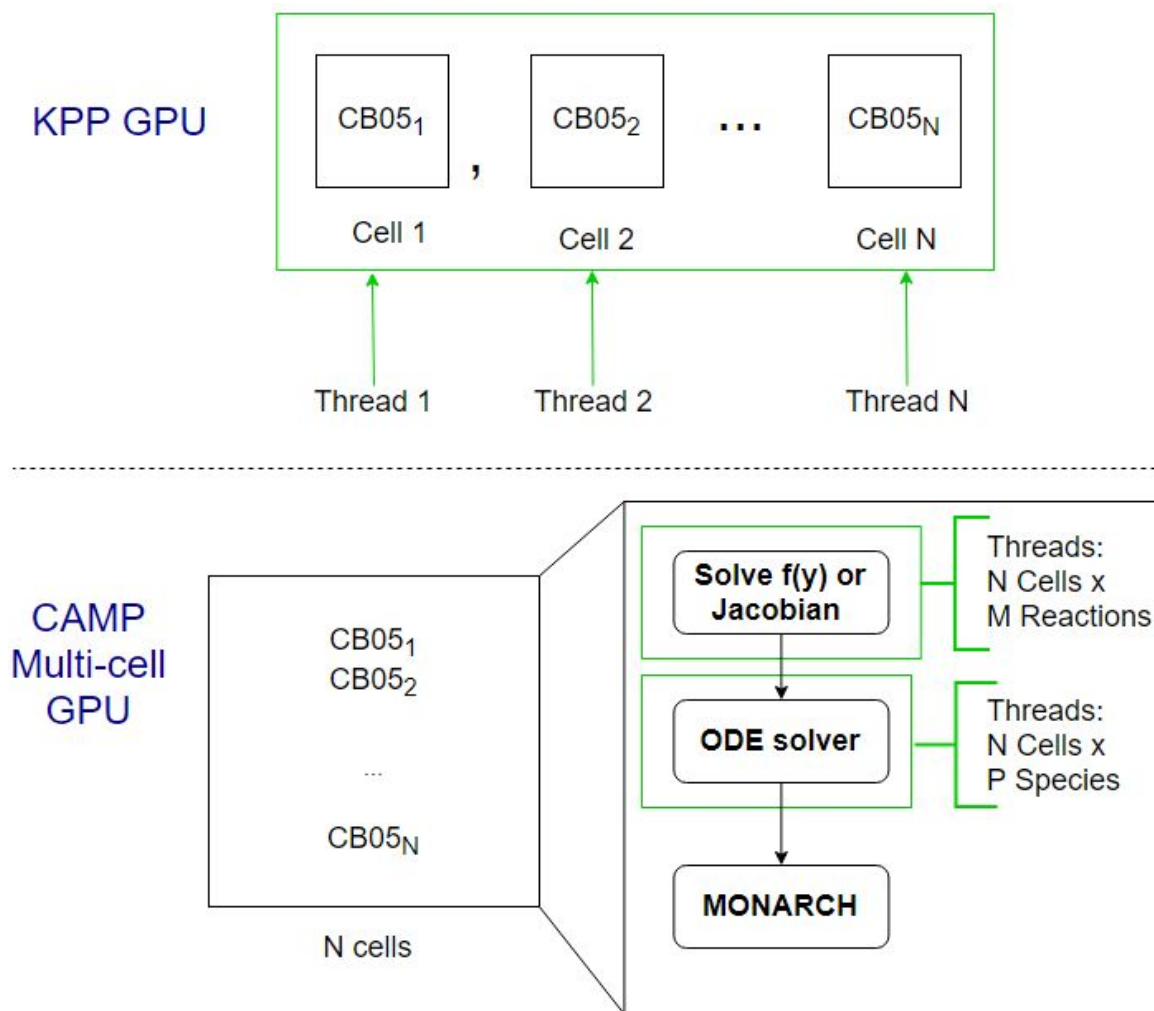 KPP GPU
CB05₁
,
CB05₂
...
CB05N
Cell 1
Cell 2
Cell N
Thread 1
Thread 2
Thread N
CAMP
Multi-cell
GPU
CB05₁
CB05₂
...
CB05N
N cells
Solve f(y) or
Jacobian
Threads:
N Cells x
M Reactions
ODE solver
Threads:
N Cells x
P Species
MONARCH